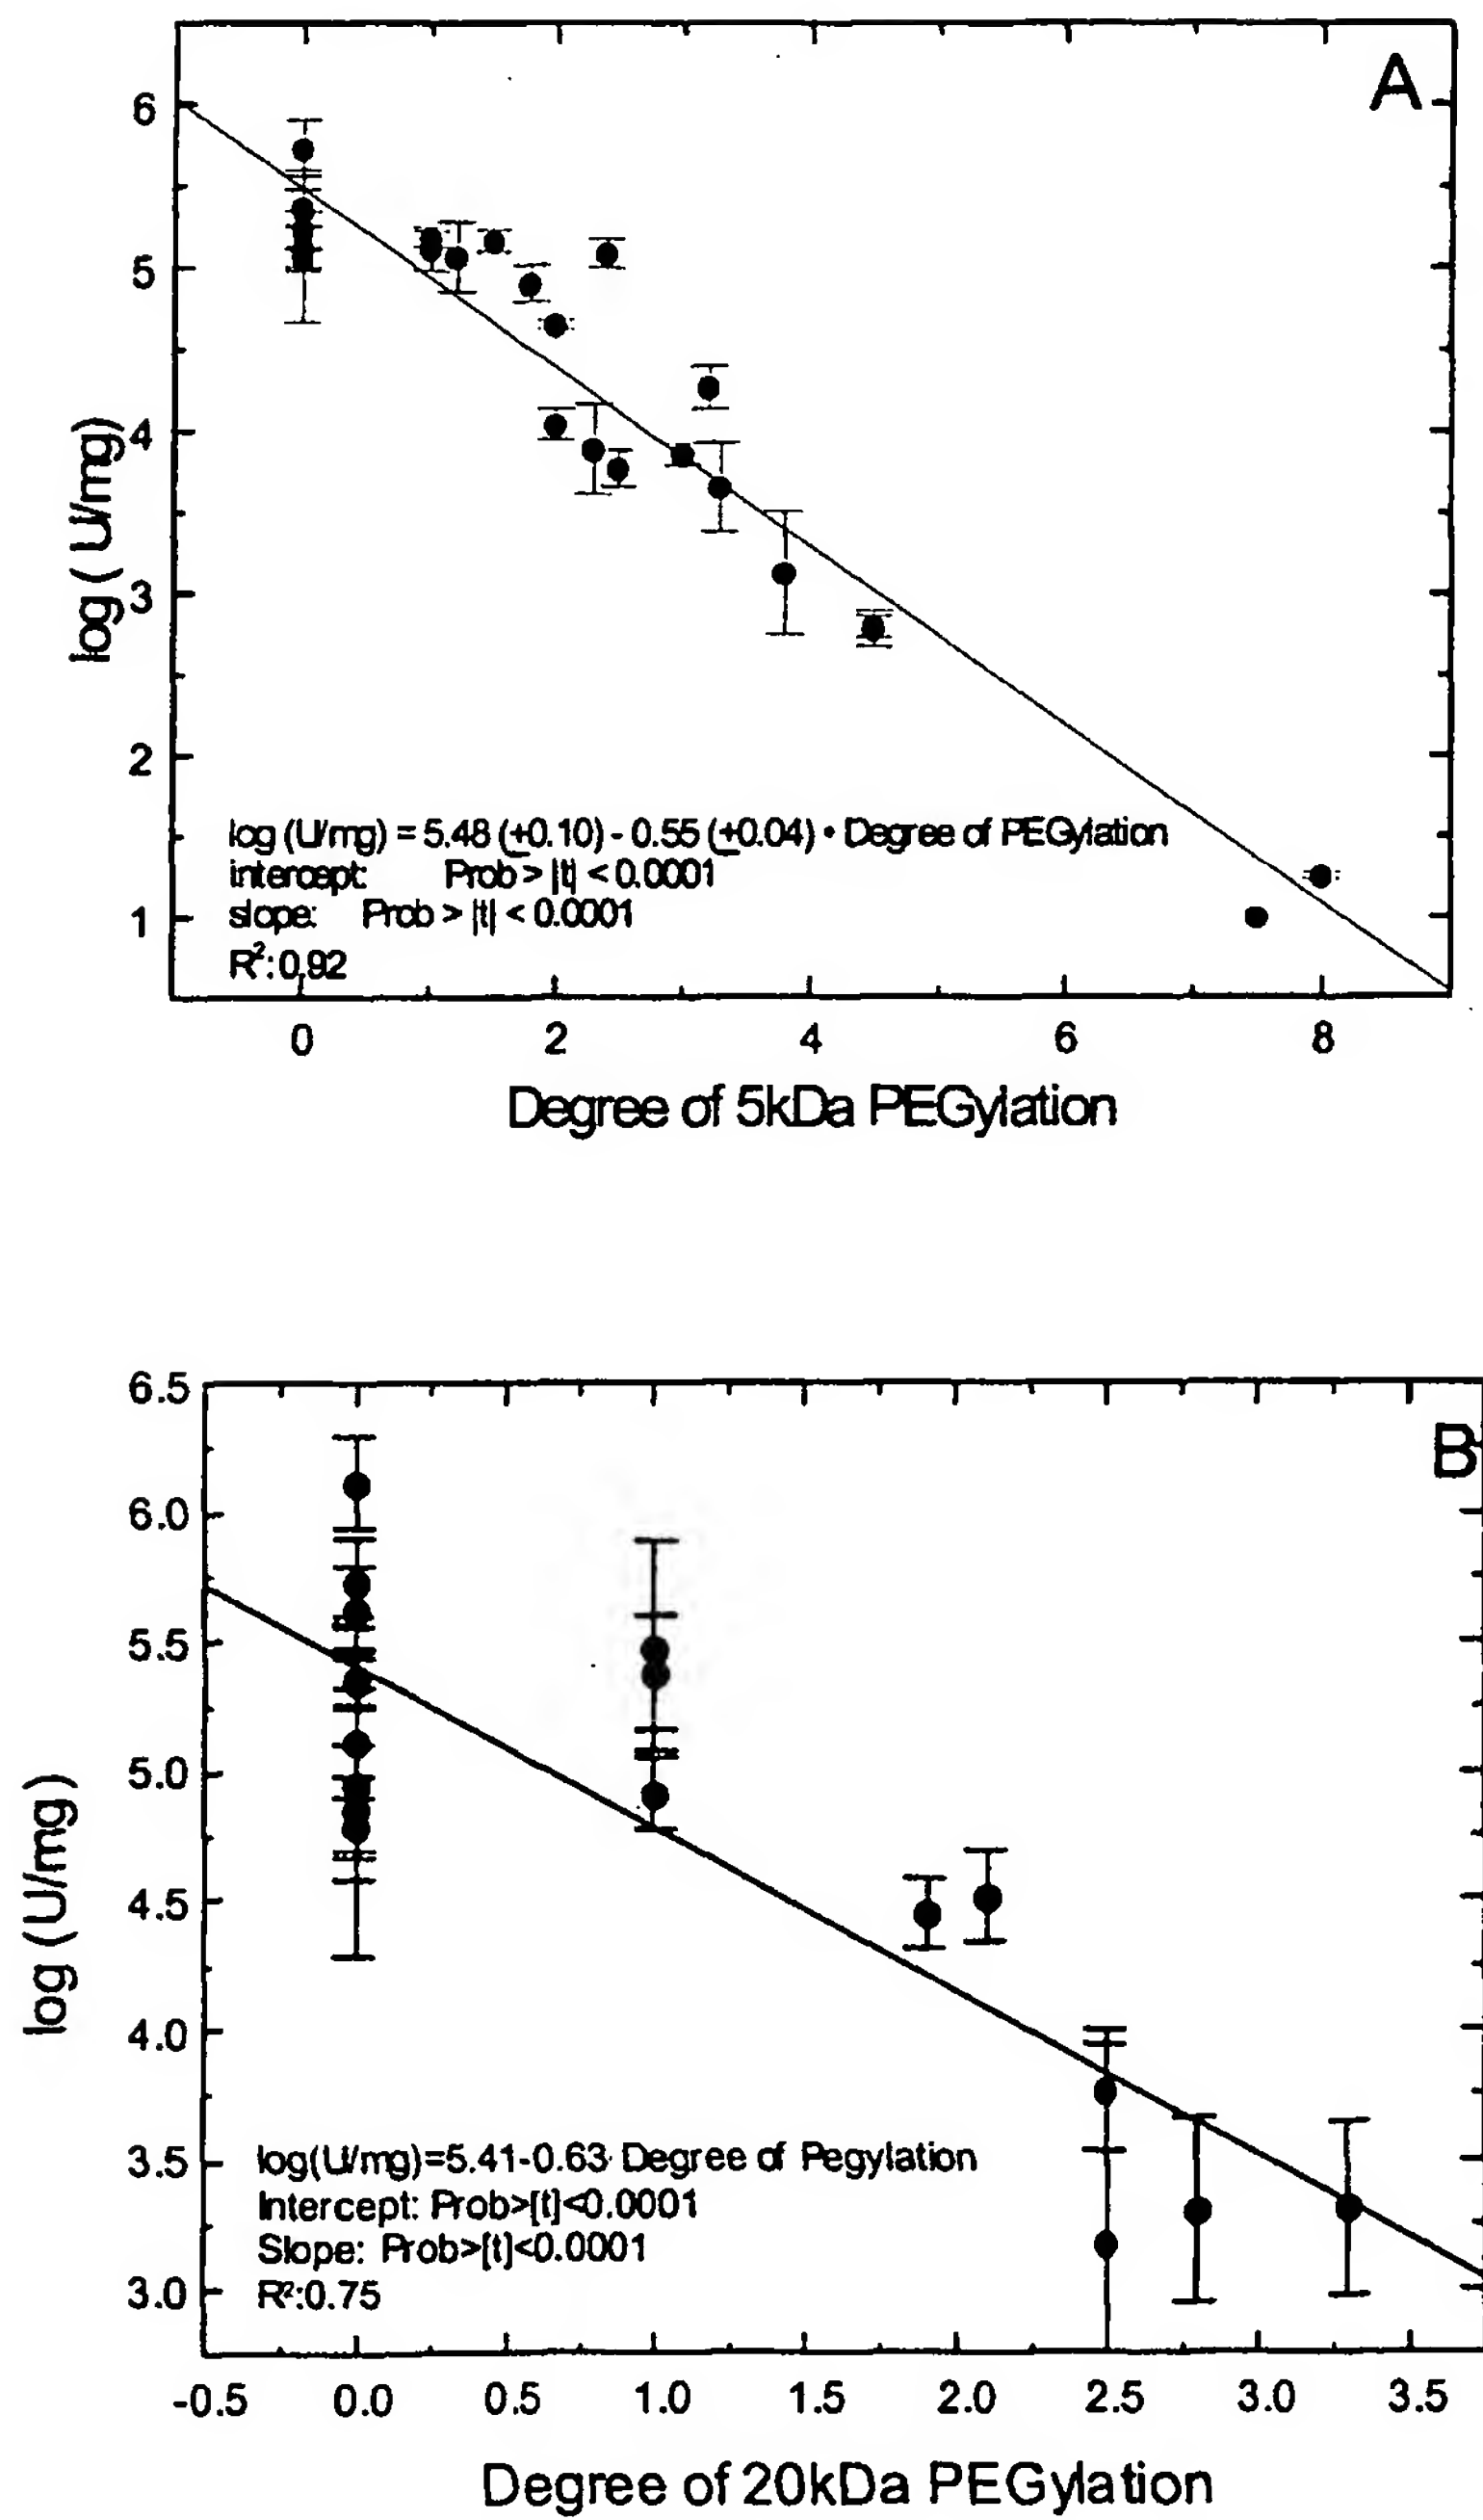 A
6
5
4
3
2
1
log ( U/mg)
log (U/mg) = 5.48 (±0.10) - 0.55 (±0.04) • Degree of PEGylation
intercept: Prob > |t| < 0.0001
slope: Prob > |t| < 0.0001
R²: 0.92
0 2 4 6 8
Degree of 5kDa PEGylation
B
6.5
6.0
5.5
5.0
4.5
4.0
3.5
3.0
log (U/mg)
log(U/mg)=5.41-0.63· Degree of Pegylation
Intercept: Prob>[t]<0.0001
Slope: Prob>[t]<0.0001
R²:0.75
-0.5 0.0 0.5 1.0 1.5 2.0 2.5 3.0 3.5
Degree of 20kDa PEGylation